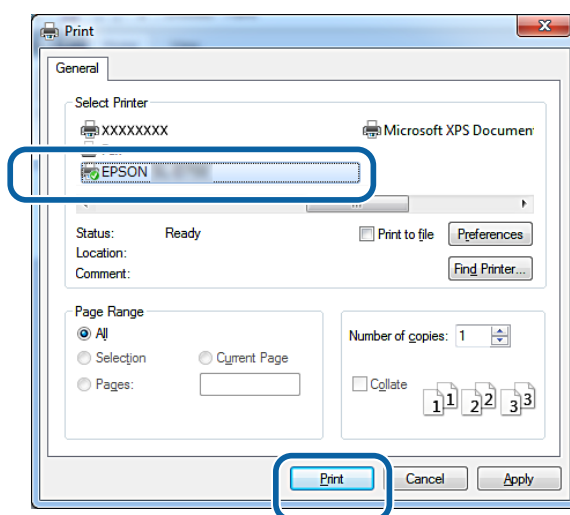 Print
General
Select Printer
XXXXXXXX
Microsoft XPS Documen
EPSON
Status: Ready
Print to file
Preferences
Location:
Comment:
Find Printer...
Page Range
All
Selection
Current Page
Pages:
Number of copies: 1
Collate
1 1 2 2 3 3
Print
Cancel
Apply